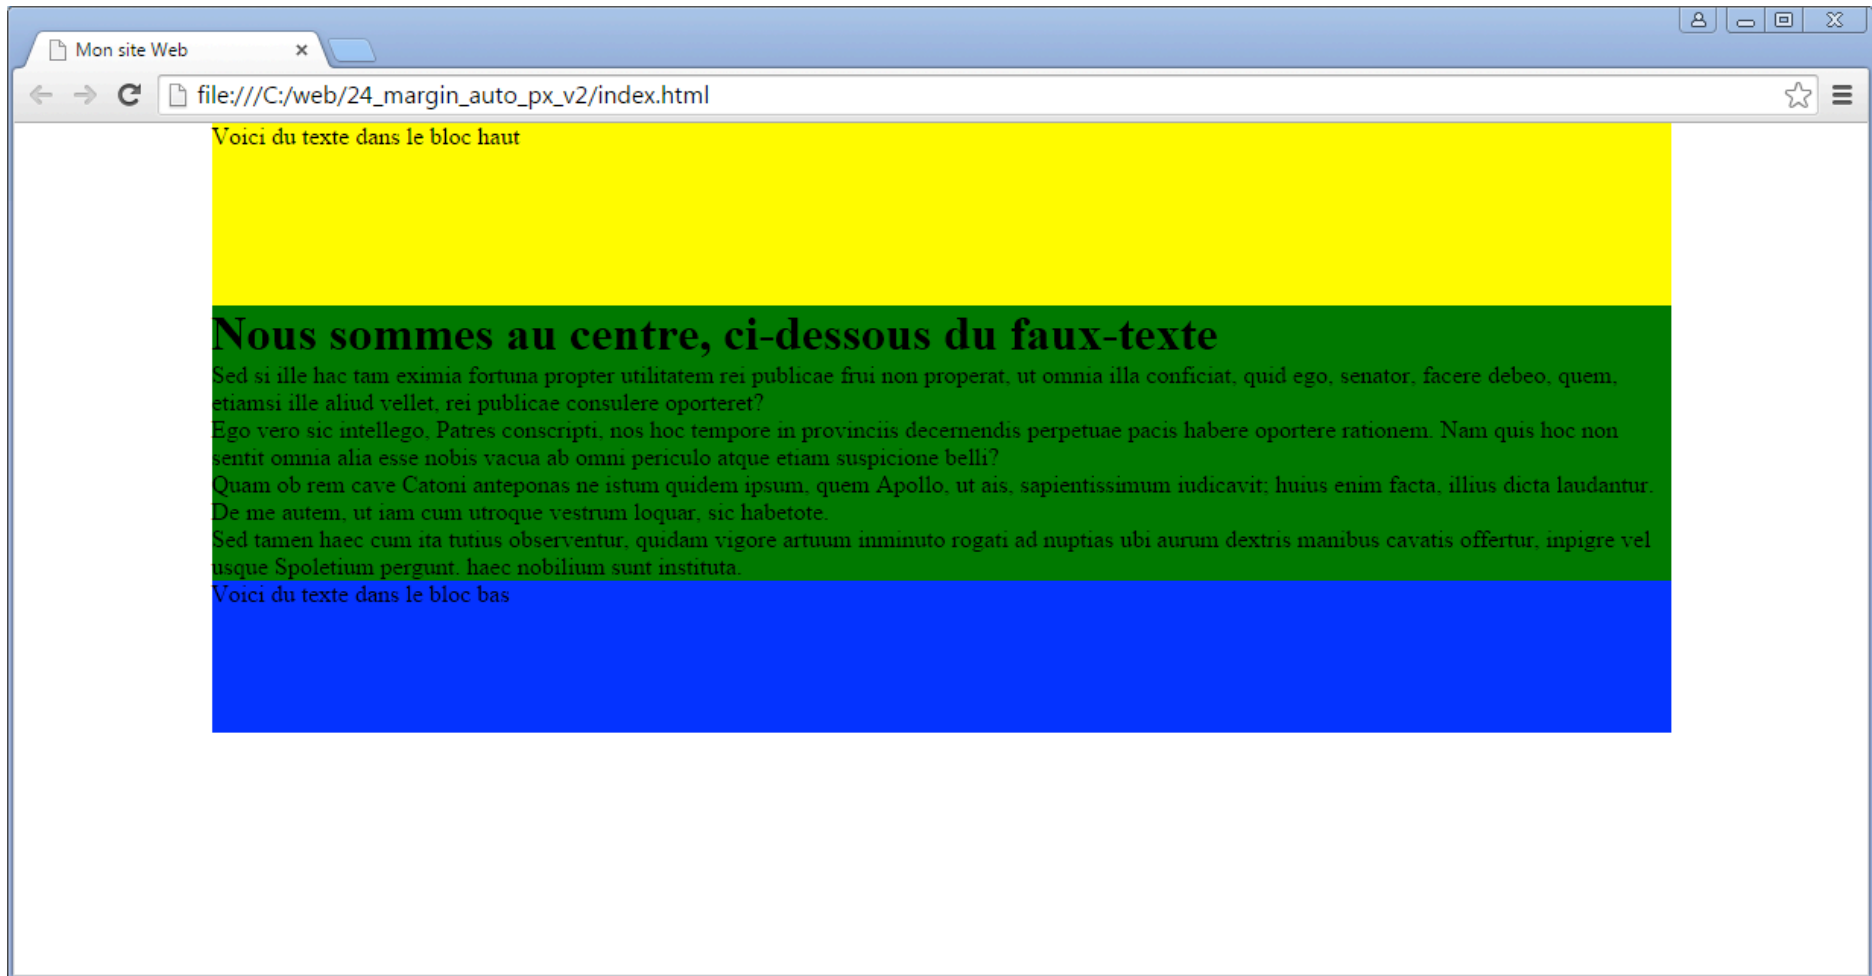 Mon site Web
file:///C:/web/24_margin_auto_px_v2/index.html
Voici du texte dans le bloc haut
Nous sommes au centre, ci-dessous du faux-texte
Sed si ille hac tam eximia fortuna propter utilitatem rei publicae frui non properat, ut omnia illa conficiat, quid ego, senator, facere debeo, quem,
etiamsi ille aliud vellet, rei publicae consulere oporteret?
Ego vero sic intellego, Patres conscripti, nos hoc tempore in provinciis decernendis perpetuae pacis habere oportere rationem. Nam quis hoc non
sentit omnia alia esse nobis vacua ab omni periculo atque etiam suspicione belli?
Quam ob rem cave Catoni anteponas ne istum quidem ipsum, quem Apollo, ut ais, sapientissimum iudicavit; huius enim facta, illius dicta laudantur.
De me autem, ut iam cum utroque vestrum loquar, sic habetote.
Sed tamen haec cum ita tutius observentur, quidam vigore artuum inminuto rogati ad nuptias ubi aurum dextris manibus cavatis offertur, inpigre vel
usque Spoletium pergunt. haec nobilium sunt instituta.
Voici du texte dans le bloc bas